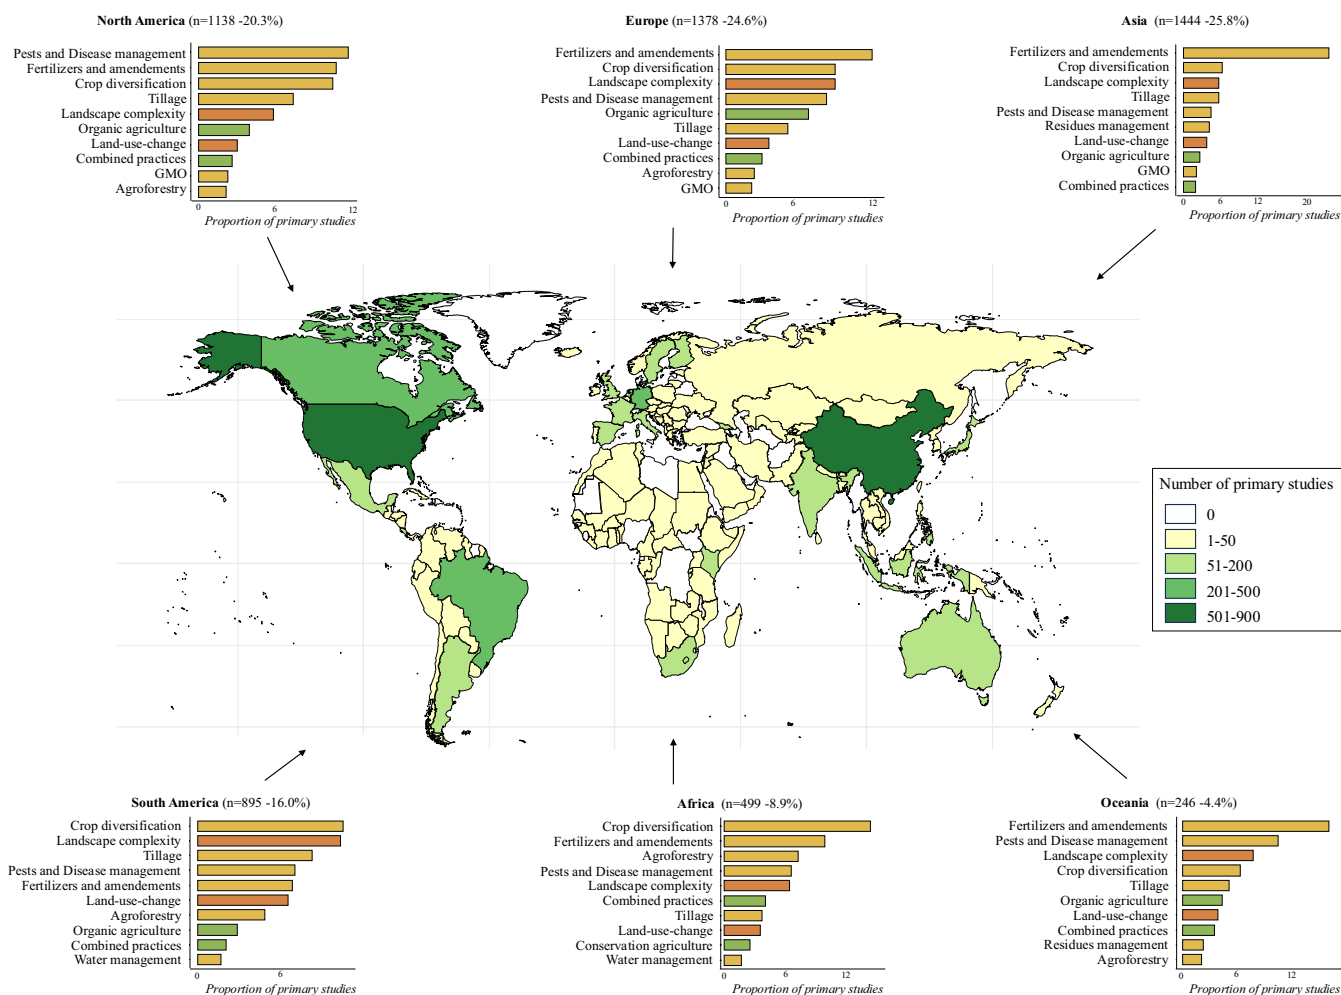 North America (n=1138 -20.3%)
Pests and Disease management
Fertilizers and amendements
Crop diversification
Tillage
Landscape complexity
Organic agriculture
Land-use-change
Combined practices
GMO
Agroforestry
0 6 12
Proportion of primary studies
Europe (n=1378 -24.6%)
Fertilizers and amendements
Crop diversification
Landscape complexity
Pests and Disease management
Organic agriculture
Tillage
Land-use-change
Combined practices
Agroforestry
GMO
0 6 12
Proportion of primary studies
Asia (n=1444 -25.8%)
Fertilizers and amendements
Crop diversification
Landscape complexity
Tillage
Pests and Disease management
Residues management
Land-use-change
Organic agriculture
GMO
Combined practices
0 6 12 20
Proportion of primary studies
Number of primary studies
0
1-50
51-200
201-500
501-900
South America (n=895 -16.0%)
Crop diversification
Landscape complexity
Tillage
Pests and Disease management
Fertilizers and amendements
Land-use-change
Agroforestry
Organic agriculture
Combined practices
Water management
0 6
Proportion of primary studies
Africa (n=499 -8.9%)
Crop diversification
Fertilizers and amendements
Agroforestry
Pests and Disease management
Landscape complexity
Combined practices
Tillage
Land-use-change
Conservation agriculture
Water management
0 6 12
Proportion of primary studies
Oceania (n=246 -4.4%)
Fertilizers and amendements
Pests and Disease management
Landscape complexity
Crop diversification
Tillage
Organic agriculture
Land-use-change
Combined practices
Residues management
Agroforestry
0 6 12
Proportion of primary studies